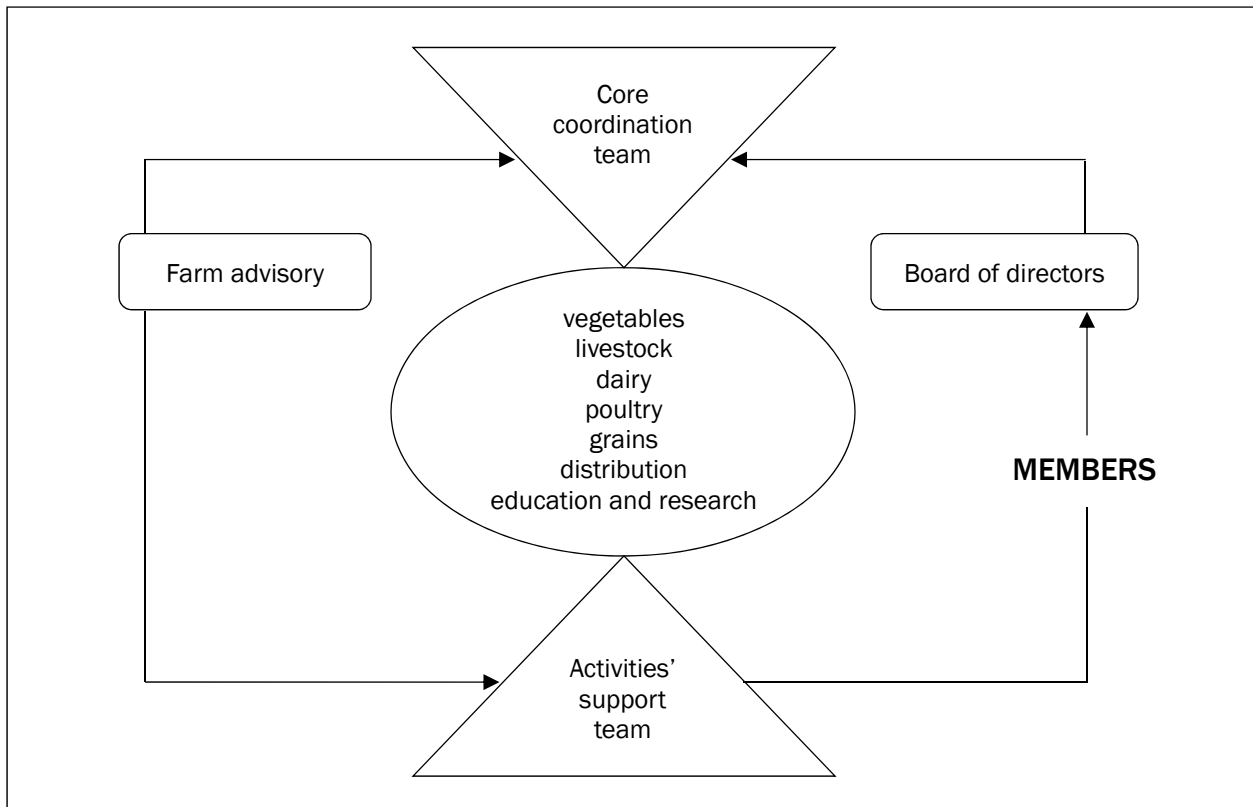 Core
coordination
team
Farm advisory
Board of directors
vegetables
livestock
dairy
poultry
grains
distribution
education and research
MEMBERS
Activities’
support
team